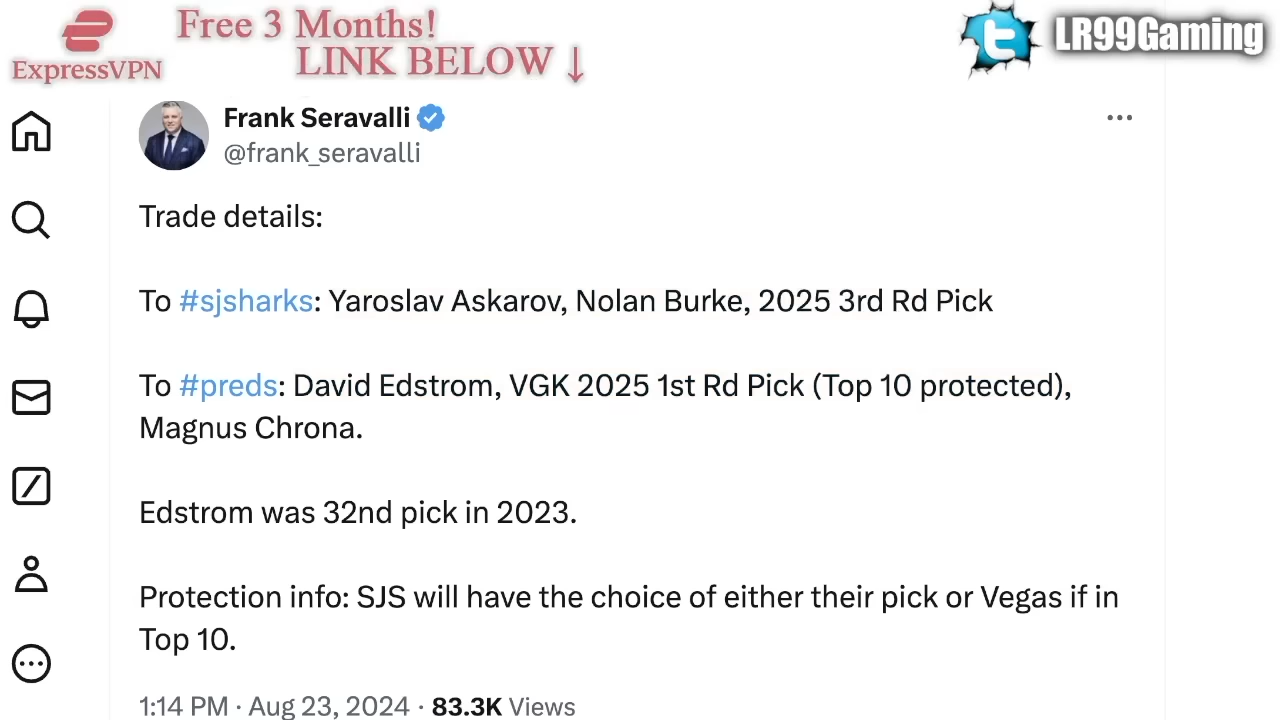 Free 3 Months!
LINK BELOW ↓
ExpressVPN
LR99Gaming
Frank Seravalli
@frank_seravalli
Trade details:
To #sjsharks: Yaroslav Askarov, Nolan Burke, 2025 3rd Rd Pick
To #preds: David Edstrom, VGK 2025 1st Rd Pick (Top 10 protected),
Magnus Chrona.
Edstrom was 32nd pick in 2023.
Protection info: SJS will have the choice of either their pick or Vegas if in
Top 10.
1:14 PM · Aug 23, 2024 · 83.3K Views